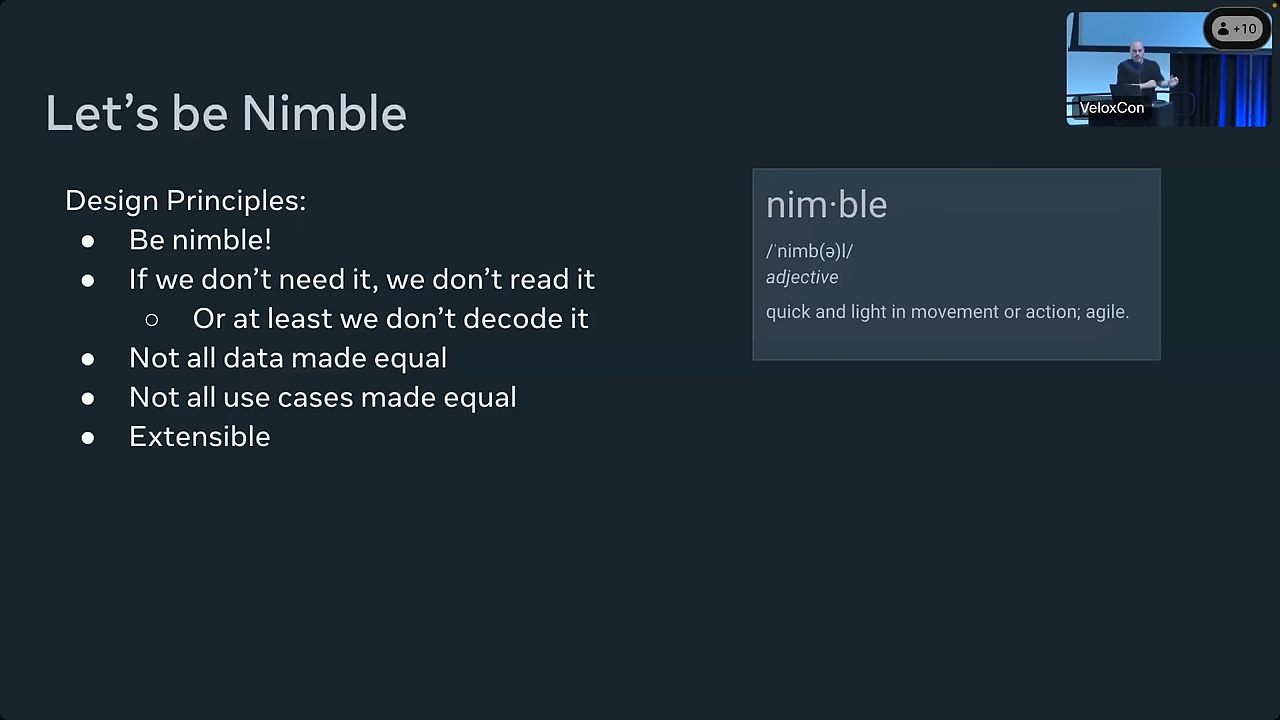 Let’s be Nimble
Design Principles:
● Be nimble!
● If we don’t need it, we don’t read it
○ Or at least we don’t decode it
● Not all data made equal
● Not all use cases made equal
● Extensible
nim·ble
/ˈnimb(ə)l/
adjective
quick and light in movement or action; agile.
+10
VeloxCon